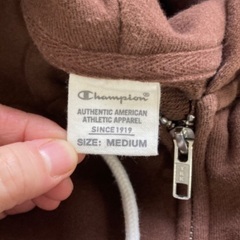 Champion
AUTHENTIC AMERICAN
ATHLETIC APPAREL
SINCE 1919
SIZE: MEDIUM